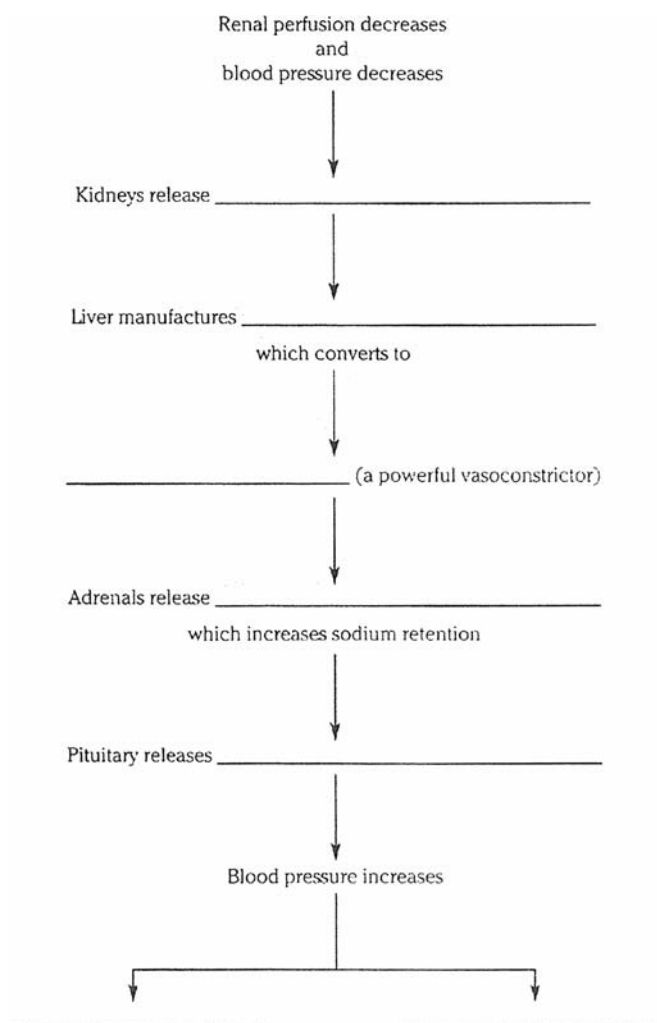 Renal perfusion decreases
and
blood pressure decreases
Kidneys release
Liver manufactures
which converts to
(a powerful vasoconstrictor)
Adrenals release
which increases sodium retention
Pituitary releases
Blood pressure increases